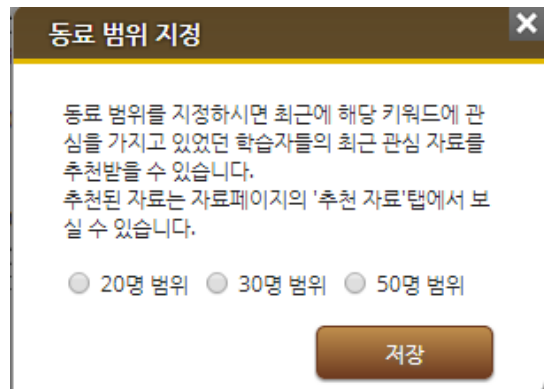 동료 범위 지정
동료 범위를 지정하시면 최근에 해당 키워드에 관
심을 가지고 있었던 학습자들의 최근 관심 자료를
추천받을 수 있습니다.
추천된 자료는 자료페이지의 '추천 자료'탭에서 보
실 수 있습니다.
20명 범위 30명 범위 50명 범위
저장